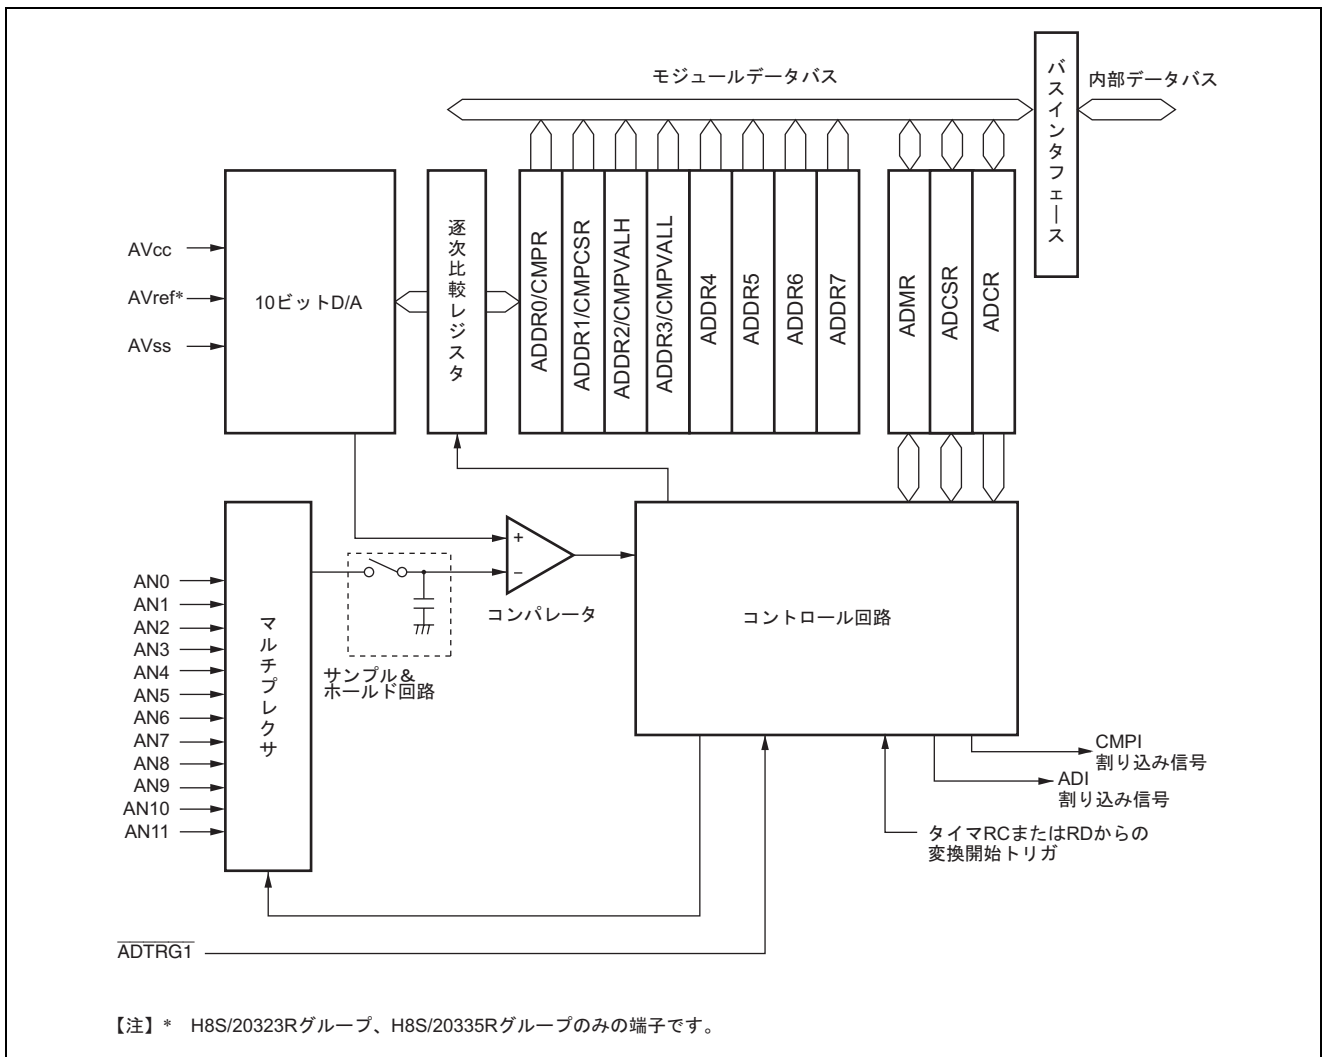 モジュールデータバス
バスインタフェース
内部データバス
AVcc
AVref*
AVss
10ビットD/A
逐次比較レジスタ
ADDR0/CMPR
ADDR1/CMPCSR
ADDR2/CMPVALH
ADDR3/CMPVALL
ADDR4
ADDR5
ADDR6
ADDR7
ADMR
ADCSR
ADCR
AN0
AN1
AN2
AN3
AN4
AN5
AN6
AN7
AN8
AN9
AN10
AN11
マルチプレクサ
サンプル&
ホールド回路
+
−
コンパレータ
コントロール回路
CMPI
割り込み信号
ADI
割り込み信号
タイマRCまたはRDからの
変換開始トリガ
ADTRG1
【注】* H8S/20323Rグループ、H8S/20335Rグループのみの端子です。